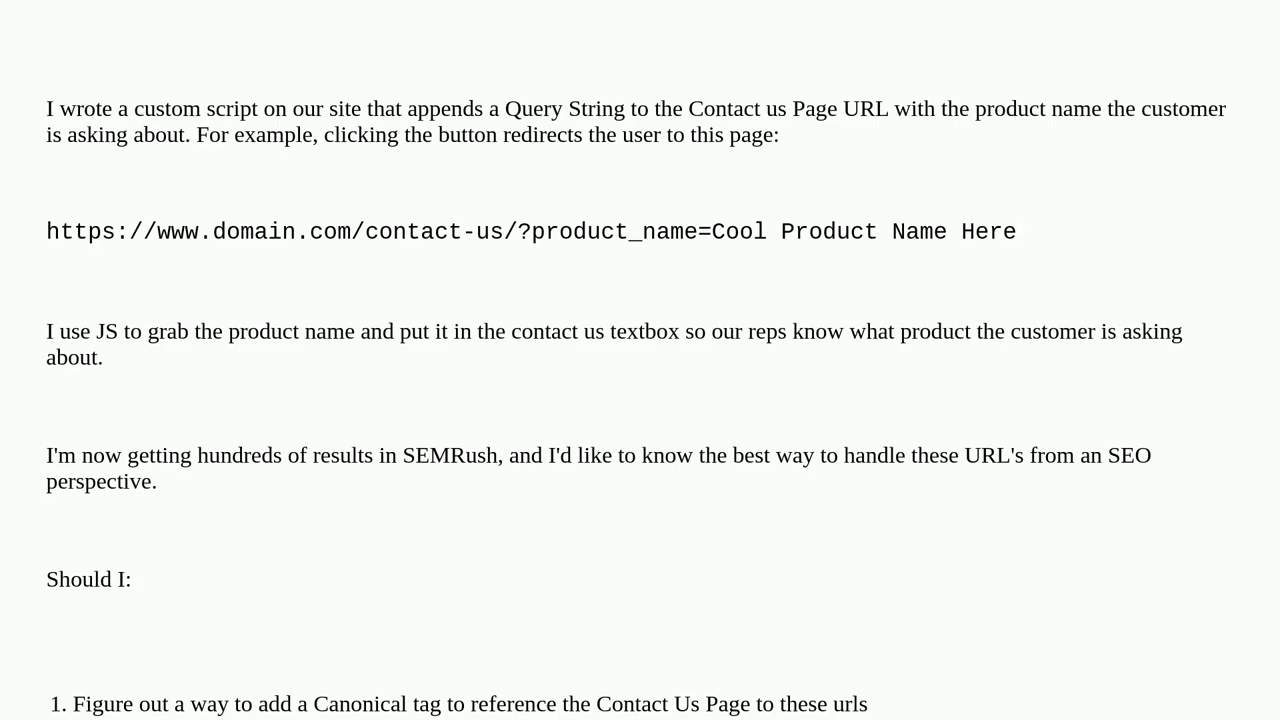 I wrote a custom script on our site that appends a Query String to the Contact us Page URL with the product name the customer
is asking about. For example, clicking the button redirects the user to this page:
https://www.domain.com/contact-us/?product_name=Cool Product Name Here
I use JS to grab the product name and put it in the contact us textbox so our reps know what product the customer is asking
about.
I'm now getting hundreds of results in SEMRush, and I'd like to know the best way to handle these URL's from an SEO
perspective.
Should I:
1. Figure out a way to add a Canonical tag to reference the Contact Us Page to these urls